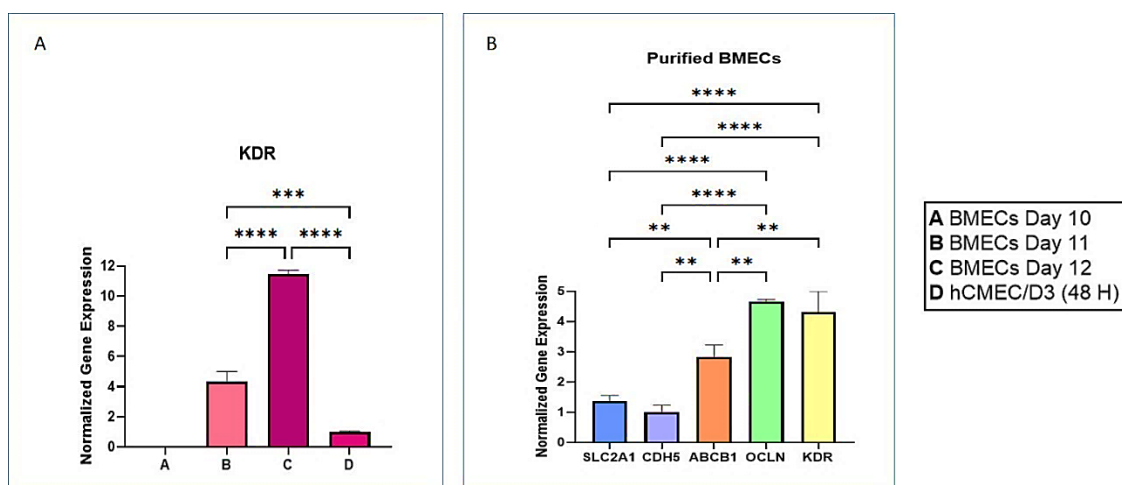 A
KDR
***
**** ****
Normalized Gene Expression
12
10
8
6
4
2
0
A B C D
B
Purified BMECs
****
****
****
****
** **
** **
Normalized Gene Expression
5
4
3
2
1
0
SLC2A1 CDH5 ABCB1 OCLN KDR
A BMECs Day 10
B BMECs Day 11
C BMECs Day 12
D hCMEC/D3 (48 H)